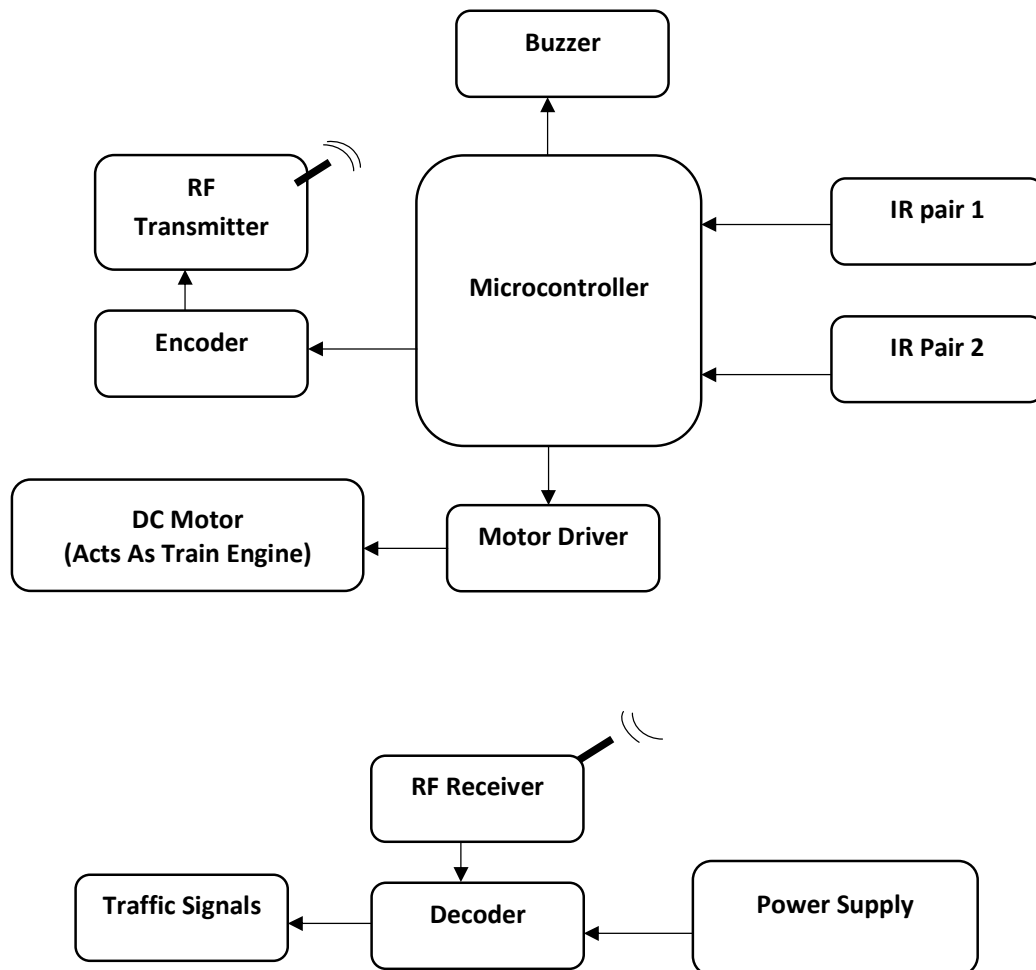 Buzzer
RF
Transmitter
IR pair 1
Microcontroller
Encoder
IR Pair 2
DC Motor
(Acts As Train Engine)
Motor Driver
RF Receiver
Traffic Signals
Decoder
Power Supply